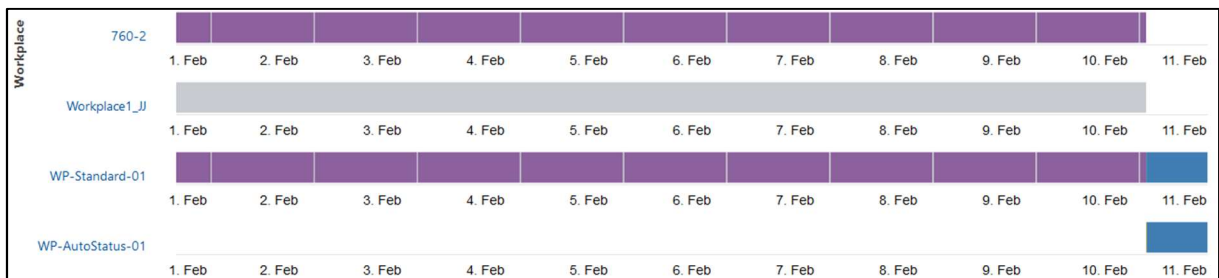 Workplace
760-2
1. Feb 2. Feb 3. Feb 4. Feb 5. Feb 6. Feb 7. Feb 8. Feb 9. Feb 10. Feb 11. Feb
Workplace1_JJ
1. Feb 2. Feb 3. Feb 4. Feb 5. Feb 6. Feb 7. Feb 8. Feb 9. Feb 10. Feb 11. Feb
WP-Standard-01
1. Feb 2. Feb 3. Feb 4. Feb 5. Feb 6. Feb 7. Feb 8. Feb 9. Feb 10. Feb 11. Feb
WP-AutoStatus-01
1. Feb 2. Feb 3. Feb 4. Feb 5. Feb 6. Feb 7. Feb 8. Feb 9. Feb 10. Feb 11. Feb